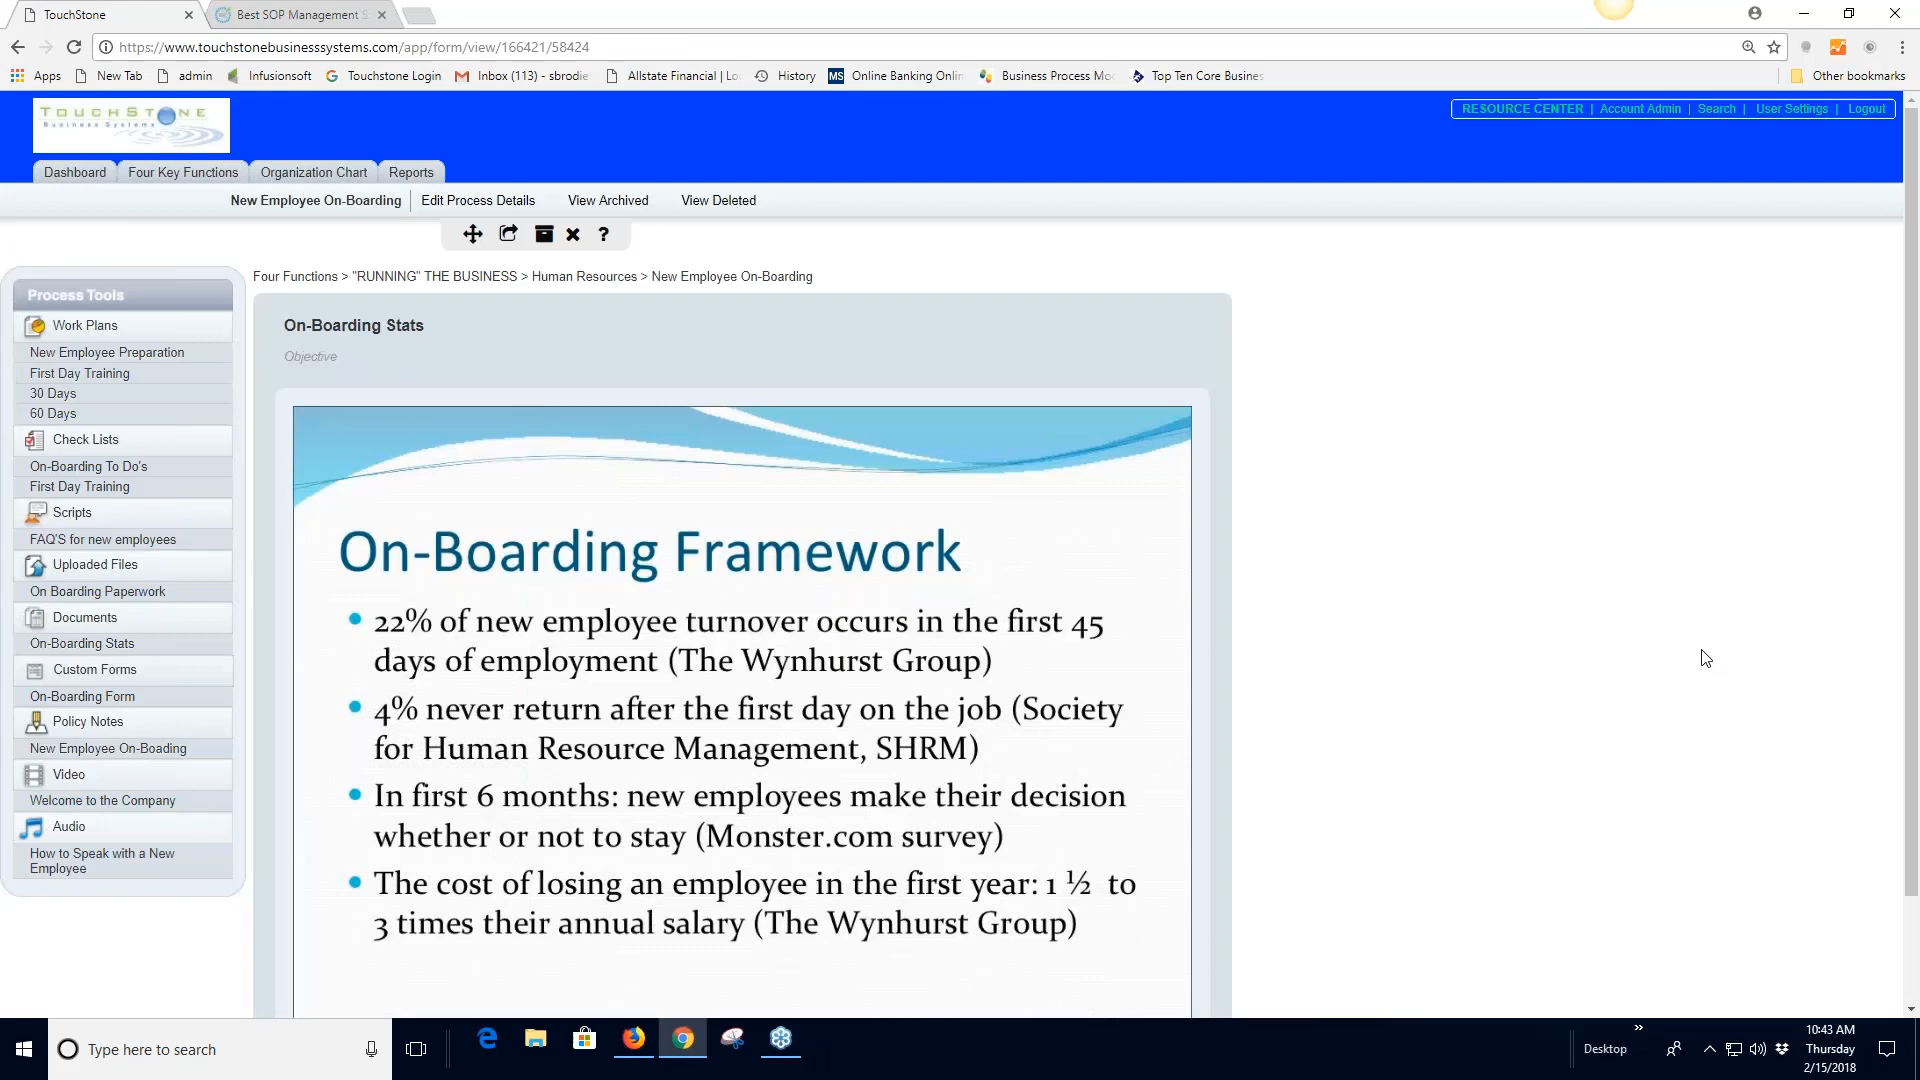 TouchStone
Best SOP Management S
https://www.touchstonebusinesssystems.com/app/form/view/166421/58424
Apps
New Tab
admin
Infusionsoft
Touchstone Login
Inbox (113) - sbrodie
Allstate Financial | Lo
History
MS
Online Banking Onlin
Business Process Mo
Top Ten Core Busines
Other bookmarks
TOUCHSTONE
Business Systems
RESOURCE CENTER | Account Admin | Search | User Settings | Logout
Dashboard
Four Key Functions
Organization Chart
Reports
New Employee On-Boarding
Edit Process Details
View Archived
View Deleted
?
Four Functions > "RUNNING" THE BUSINESS > Human Resources > New Employee On-Boarding
Process Tools
Work Plans
New Employee Preparation
First Day Training
30 Days
60 Days
Check Lists
On-Boarding To Do's
First Day Training
Scripts
FAQ'S for new employees
Uploaded Files
On Boarding Paperwork
Documents
On-Boarding Stats
Custom Forms
On-Boarding Form
Policy Notes
New Employee On-Boading
Video
Welcome to the Company
Audio
How to Speak with a New
Employee
On-Boarding Stats
Objective
On-Boarding Framework
• 22% of new employee turnover occurs in the first 45
days of employment (The Wynhurst Group)
• 4% never return after the first day on the job (Society
for Human Resource Management, SHRM)
• In first 6 months: new employees make their decision
whether or not to stay (Monster.com survey)
• The cost of losing an employee in the first year: 1 ½ to
3 times their annual salary (The Wynhurst Group)
Type here to search
Desktop
10:43 AM
Thursday
2/15/2018